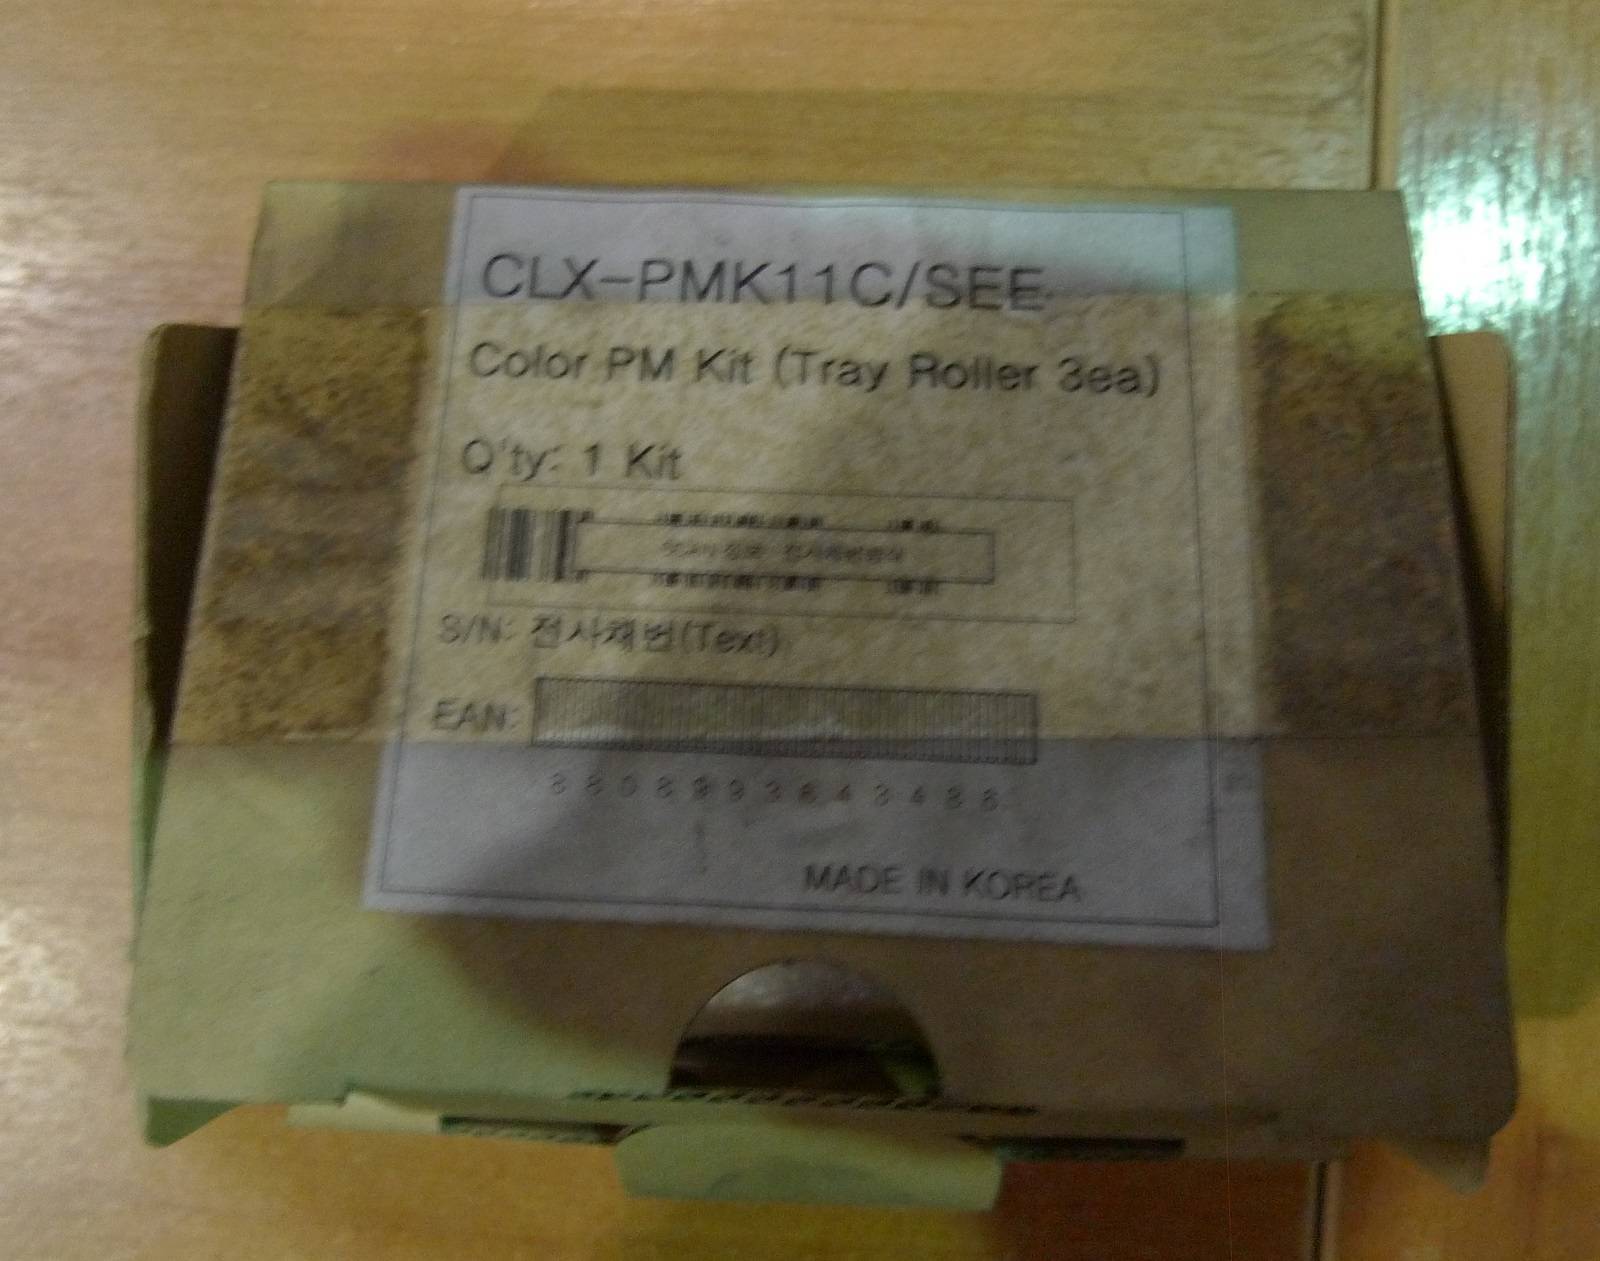 CLX-PMK11C/SEE
Color PM Kit (Tray Roller 3ea)
Q'ty: 1 Kit
S/N: 전사채번(Text)
EAN:
MADE IN KOREA